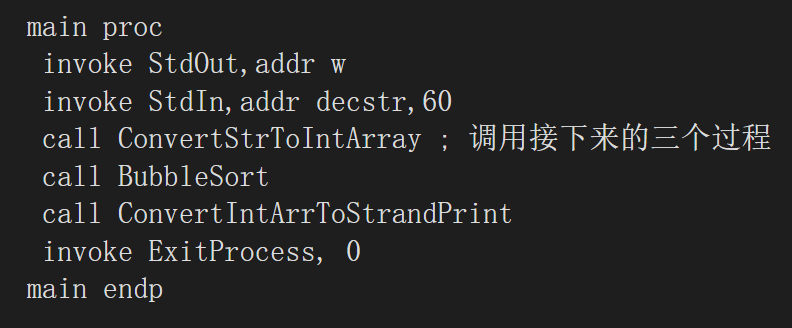 main proc
invoke StdOut,addr w
invoke StdIn,addr decstr,60
call ConvertStrToIntArray ; 调用接下来的三个过程
call BubbleSort
call ConvertIntArrToStrandPrint
invoke ExitProcess, 0
main endp